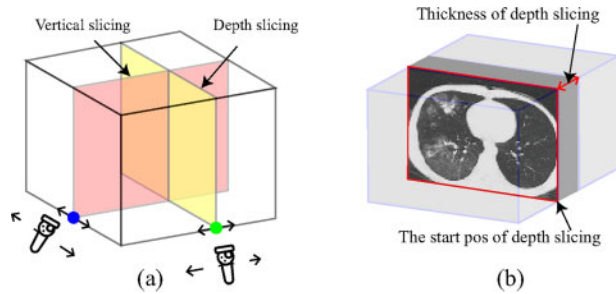 Vertical slicing
Depth slicing
(a)
Thickness of depth slicing
The start pos of depth slicing
(b)